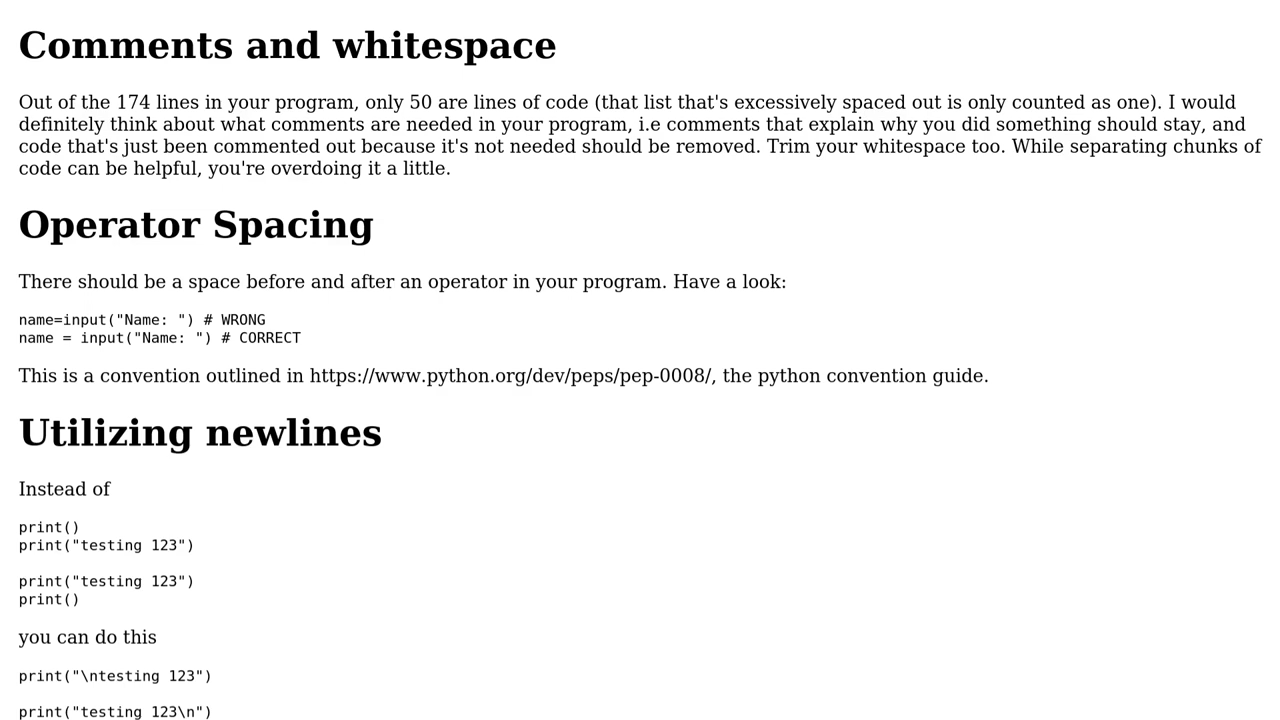 Comments and whitespace
Out of the 174 lines in your program, only 50 are lines of code (that list that's excessively spaced out is only counted as one). I would
definitely think about what comments are needed in your program, i.e comments that explain why you did something should stay, and
code that's just been commented out because it's not needed should be removed. Trim your whitespace too. While separating chunks of
code can be helpful, you're overdoing it a little.
Operator Spacing
There should be a space before and after an operator in your program. Have a look:
name=input("Name: ") # WRONG
name = input("Name: ") # CORRECT
This is a convention outlined in https://www.python.org/dev/peps/pep-0008/, the python convention guide.
Utilizing newlines
Instead of
print()
print("testing 123")
print("testing 123")
print()
you can do this
print("\ntesting 123")
print("testing 123\n")